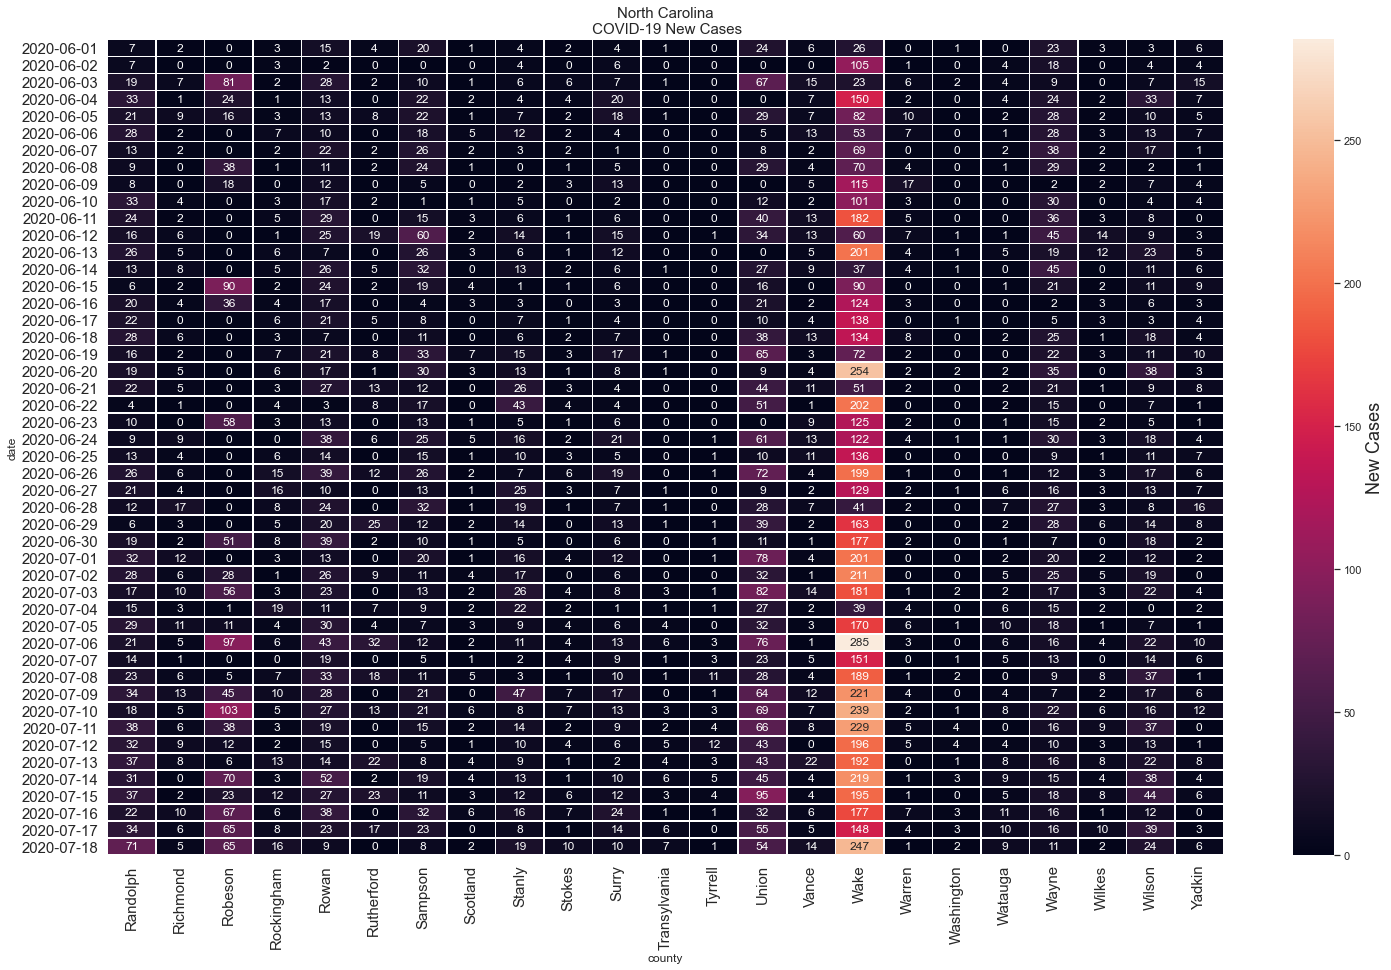 North Carolina
COVID-19 New Cases
2020-06-01 7 2 0 3 15 4 20 1 4 2 4 1 0 24 6 26 0 1 0 23 3 3 6
2020-06-02 7 0 0 3 2 0 0 0 4 0 6 0 0 0 0 105 1 0 4 18 0 4 4
2020-06-03 19 7 81 2 28 2 10 1 6 6 7 1 0 67 15 23 6 2 4 9 0 7 15
2020-06-04 33 1 24 1 13 0 22 2 4 4 20 0 0 0 7 150 2 0 4 24 2 33 7
2020-06-05 21 9 16 3 13 8 22 1 7 2 18 1 0 29 7 82 10 0 2 28 2 10 5
2020-06-06 28 2 0 7 10 0 18 5 12 2 4 0 0 5 13 53 7 0 1 28 3 13 7
2020-06-07 13 2 0 2 22 2 26 2 3 2 1 0 0 8 2 69 0 0 2 38 2 17 1
2020-06-08 9 0 38 1 11 2 24 1 0 1 5 0 0 29 4 70 4 0 1 29 2 2 1
2020-06-09 8 0 18 0 12 0 5 0 2 3 13 0 0 0 5 115 17 0 0 2 2 7 4
2020-06-10 33 4 0 3 17 2 1 1 5 0 2 0 0 12 2 101 3 0 0 30 0 4 4
2020-06-11 24 2 0 5 29 0 15 3 6 1 6 0 0 40 13 182 5 0 0 36 3 8 0
2020-06-12 16 6 0 1 25 19 60 2 14 1 15 0 1 34 13 60 7 1 1 45 14 9 3
2020-06-13 26 5 0 6 7 0 26 3 6 1 12 0 0 0 5 201 4 1 5 19 12 23 5
2020-06-14 13 8 0 5 26 5 32 0 13 2 6 1 0 27 9 37 4 1 0 45 0 11 6
2020-06-15 6 2 90 2 24 2 19 4 1 1 6 0 0 16 0 90 0 0 1 21 2 11 9
2020-06-16 20 4 36 4 17 0 4 3 3 0 3 0 0 21 2 124 3 0 0 2 3 6 3
2020-06-17 22 0 0 6 21 5 8 0 7 1 4 0 0 10 4 138 0 1 0 5 3 3 4
2020-06-18 28 6 0 3 7 0 11 0 6 2 7 0 0 38 13 134 8 0 2 25 1 18 4
2020-06-19 16 2 0 7 21 8 33 7 15 3 17 1 0 65 3 72 2 0 0 22 3 11 10
2020-06-20 19 5 0 6 17 1 30 3 13 1 8 1 0 9 4 254 2 2 2 35 0 38 3
2020-06-21 22 5 0 3 27 13 12 0 26 3 4 0 0 44 11 51 2 0 2 21 1 9 8
2020-06-22 4 1 0 4 3 8 17 0 43 4 4 0 0 51 1 202 0 0 2 15 0 7 1
2020-06-23 10 0 58 3 13 0 13 1 5 1 6 0 0 0 9 125 2 0 1 15 2 5 1
2020-06-24 9 9 0 0 38 6 25 5 16 2 21 0 1 61 13 122 4 1 1 30 3 18 4
2020-06-25 13 4 0 6 14 0 15 1 10 3 5 0 1 10 11 136 0 0 0 9 1 11 7
2020-06-26 26 6 0 15 39 12 26 2 7 6 19 0 1 72 4 199 1 0 1 12 3 17 6
2020-06-27 21 4 0 16 10 0 13 1 25 3 7 1 0 9 2 129 2 1 6 16 3 13 7
2020-06-28 12 17 0 8 24 0 32 1 19 1 7 1 1 28 7 41 2 0 7 27 3 8 16
2020-06-29 6 3 0 5 20 25 12 2 14 0 13 1 1 39 2 163 0 0 2 28 6 14 8
2020-06-30 19 2 51 8 39 2 10 1 5 0 6 0 1 11 1 177 2 0 1 7 0 18 2
2020-07-01 32 12 0 3 13 0 20 1 16 4 12 0 1 78 4 201 0 0 2 20 2 12 2
2020-07-02 28 6 28 1 26 9 11 4 17 0 6 0 0 32 1 211 0 0 5 25 5 19 0
2020-07-03 17 10 56 3 23 0 13 2 26 4 8 3 1 82 14 181 1 2 2 17 3 22 4
2020-07-04 15 3 1 19 11 7 9 2 22 2 1 1 1 27 2 39 4 0 6 15 2 0 2
2020-07-05 29 11 11 4 30 4 7 3 9 4 6 4 0 32 3 170 6 1 10 18 1 7 1
2020-07-06 21 5 97 6 43 32 12 2 11 4 13 6 3 76 1 285 3 0 6 16 4 22 10
2020-07-07 14 1 0 0 19 0 5 1 2 4 9 1 3 23 5 151 0 1 5 13 0 14 6
2020-07-08 23 6 5 7 33 18 11 5 3 1 10 1 11 28 4 189 1 2 0 9 8 37 1
2020-07-09 34 13 45 10 28 0 21 0 47 7 17 0 1 64 12 221 4 0 4 7 2 17 6
2020-07-10 18 5 103 5 27 13 21 6 8 7 13 3 3 69 7 239 2 1 8 22 6 16 12
2020-07-11 38 6 38 3 19 0 15 2 14 2 9 2 4 66 8 229 5 4 0 16 9 37 0
2020-07-12 32 9 12 2 15 0 5 1 10 4 6 5 12 43 0 196 5 4 4 10 3 13 1
2020-07-13 37 8 6 13 14 22 8 4 9 1 2 4 3 43 22 192 0 1 8 16 8 22 8
2020-07-14 31 0 70 3 52 2 19 4 13 1 10 2 5 45 4 219 1 3 9 15 4 38 4
2020-07-15 37 2 23 12 27 23 11 3 12 6 12 3 4 95 4 195 1 0 5 18 8 44 6
2020-07-16 22 10 67 6 38 0 32 6 16 7 24 1 1 32 6 177 7 3 11 16 1 12 0
2020-07-17 34 6 65 8 23 17 23 0 8 1 14 6 0 55 5 148 4 3 10 16 10 39 3
2020-07-18 71 5 65 16 9 0 8 2 19 10 10 7 1 54 14 247 1 2 9 11 2 24 6
Randolph Richmond Robeson Rockingham Rowan Rutherford Sampson Scotland Stanly Stokes Surry Transylvania Tyrrell Union Vance Wake Warren Washington Watauga Wayne Wilkes Wilson Yadkin
county
date
250
200
150
100
50
0
New Cases